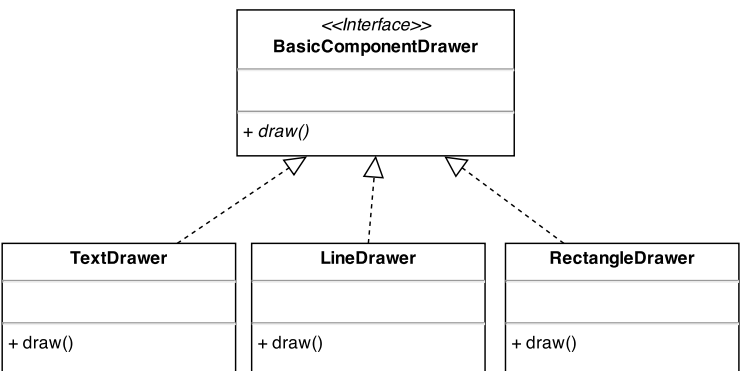 <<Interface>>
BasicComponentDrawer
+ draw()
TextDrawer
+ draw()
LineDrawer
+ draw()
RectangleDrawer
+ draw()